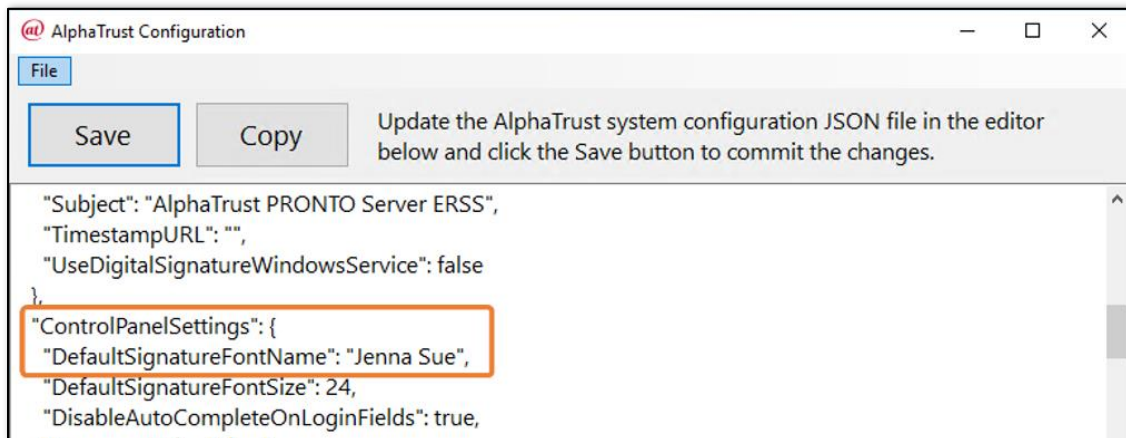 at AlphaTrust Configuration
File
Save
Copy
Update the AlphaTrust system configuration JSON file in the editor
below and click the Save button to commit the changes.
"Subject": "AlphaTrust PRONTO Server ERSS",
"TimestampURL": "",
"UseDigitalSignatureWindowsService": false
},
"ControlPanelSettings": {
"DefaultSignatureFontName": "Jenna Sue",
"DefaultSignatureFontSize": 24,
"DisableAutoCompleteOnLoginFields": true,